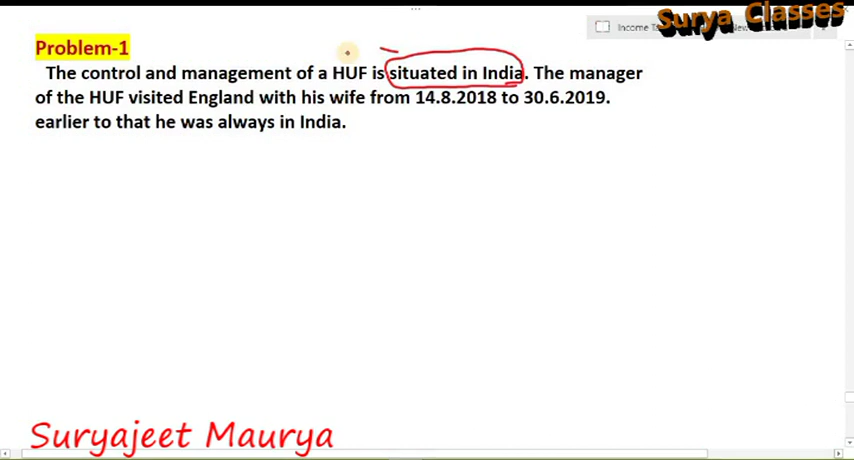 Surya Classes
Problem-1
The control and management of a HUF is situated in India. The manager
of the HUF visited England with his wife from 14.8.2018 to 30.6.2019.
earlier to that he was always in India.
Suryajeet Maurya